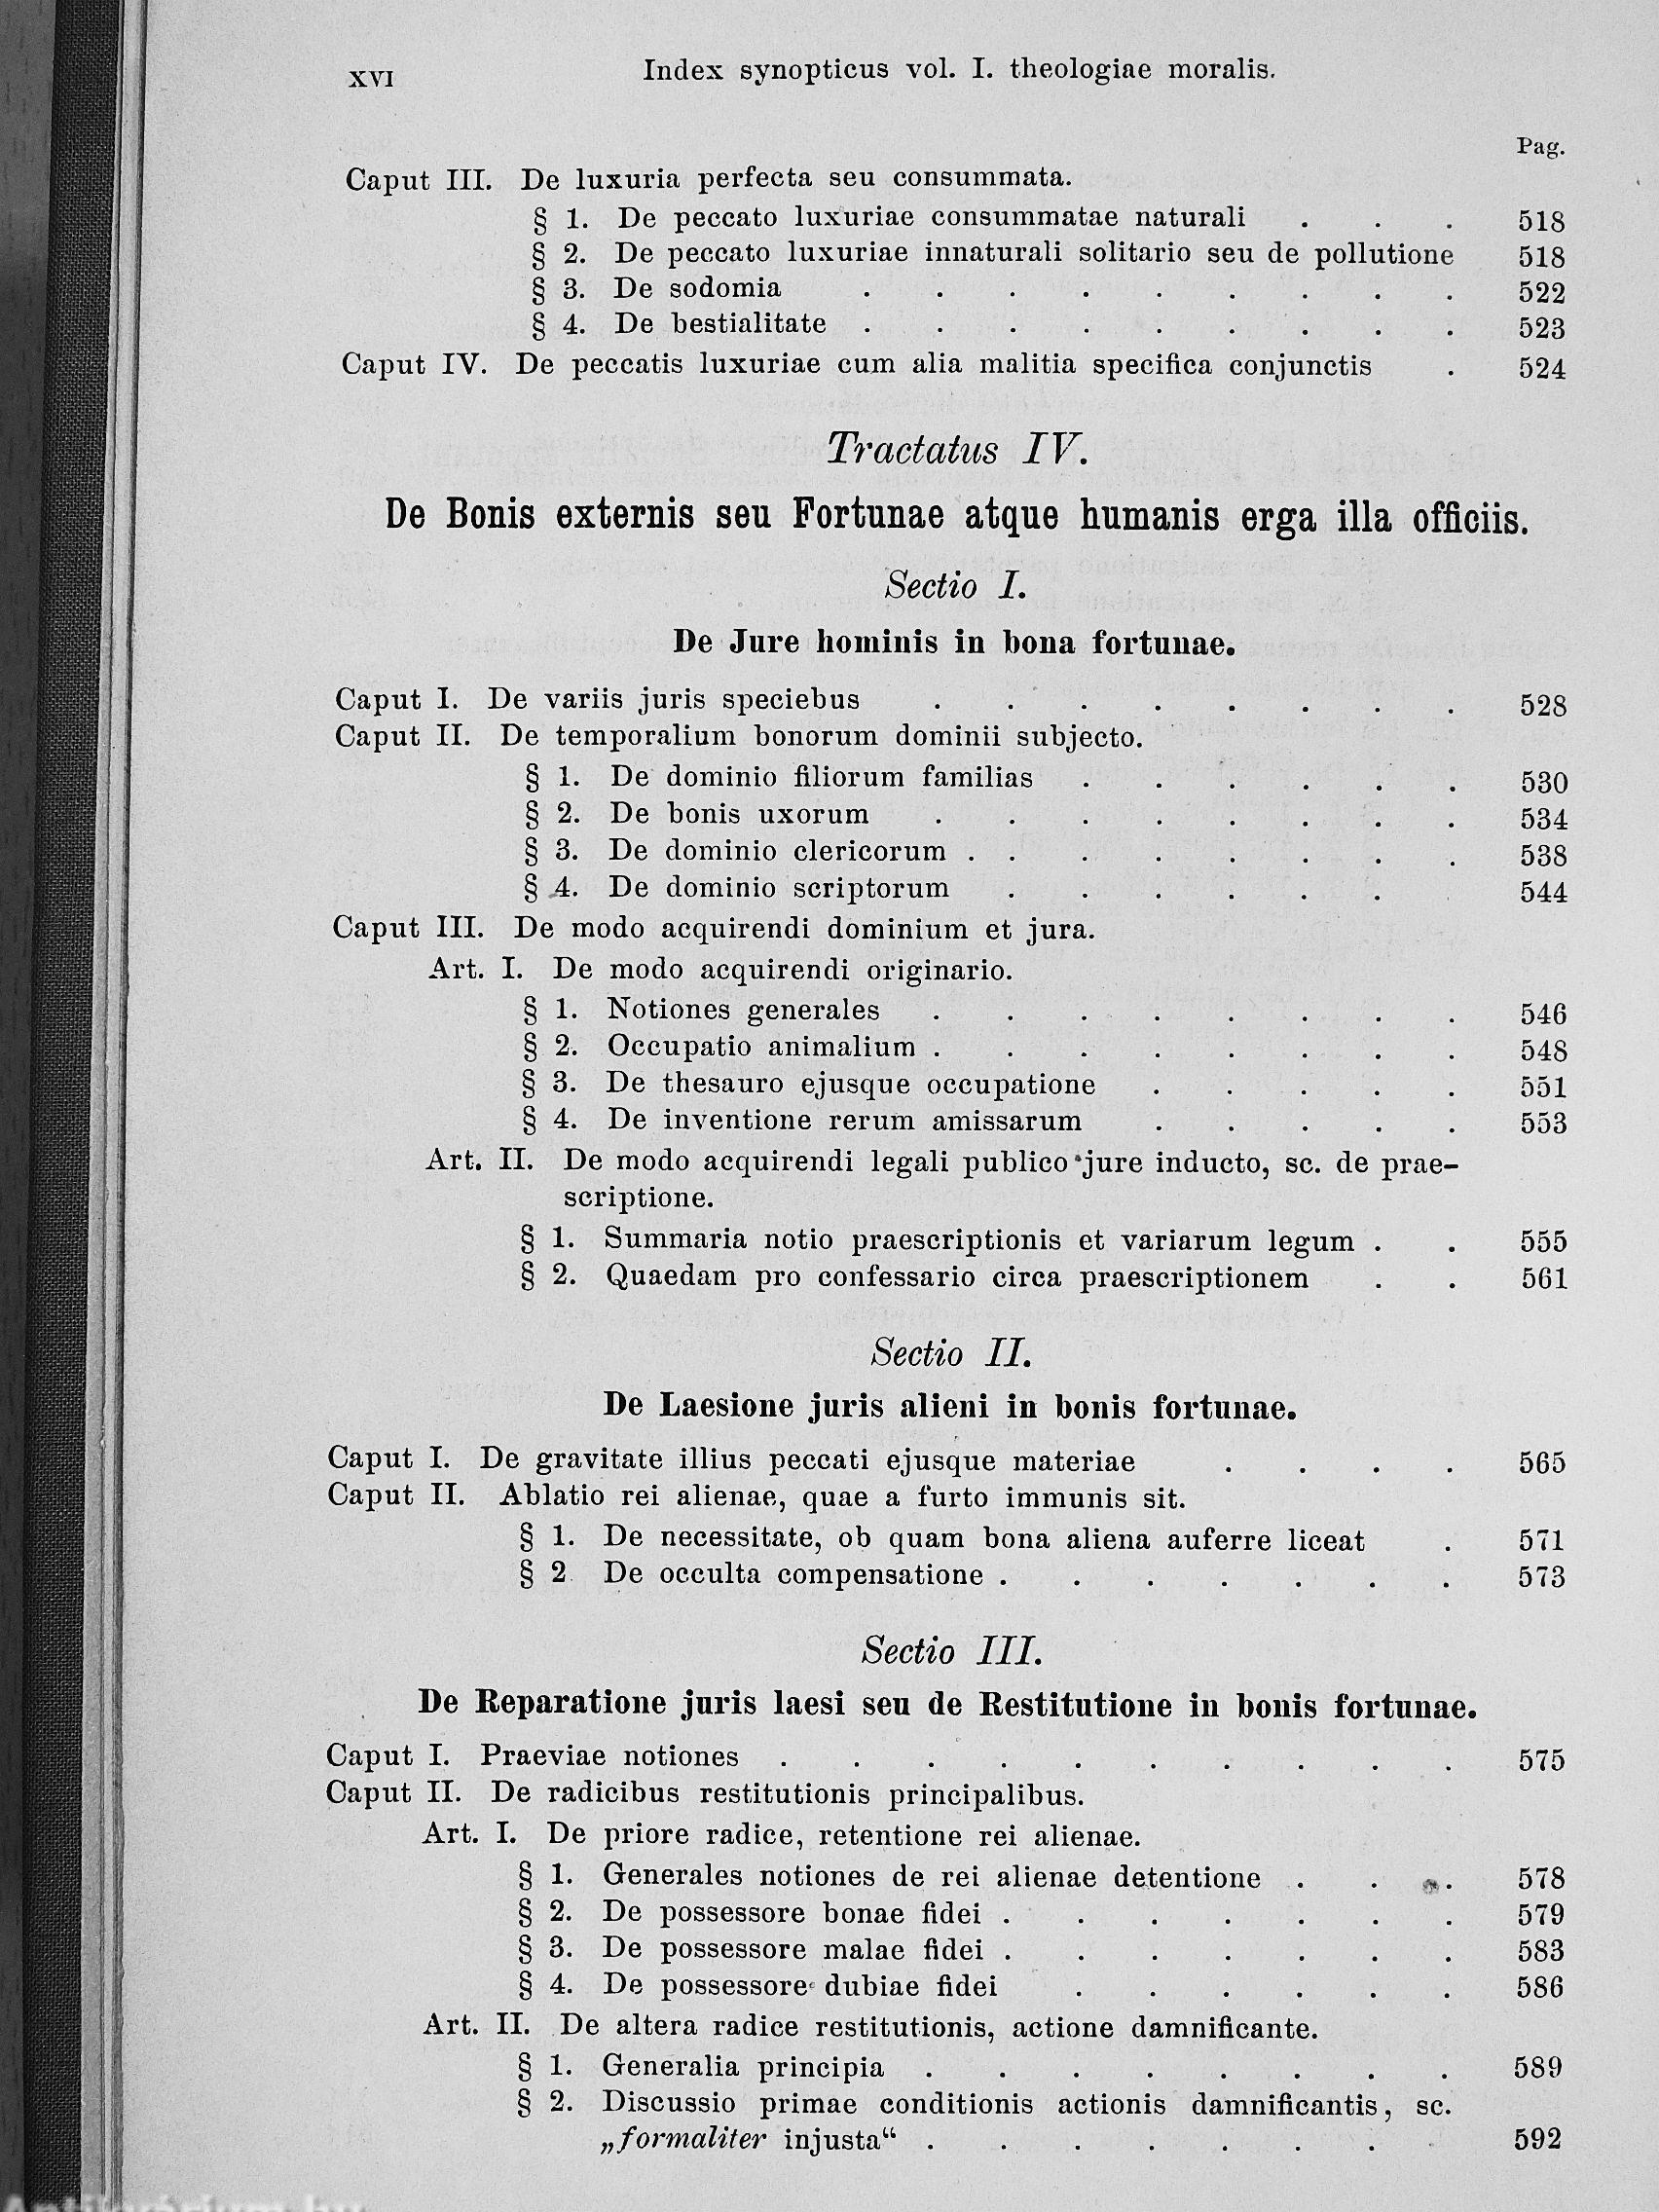 XVI Index synopticus vol. I. theologiae moralis.
Pag.
Caput III. De luxuria perfecta seu consummata.
§ 1. De peccato luxuriae consummatae naturali . . . 518
§ 2. De peccato luxuriae innaturali solitario seu de pollutione 518
§ 3. De sodomia . . . . . . . . . 522
§ 4. De bestialitate . . . . . . . . . 523
Caput IV. De peccatis luxuriae cum alia malitia specifica conjunctis . 524
Tractatus IV.
De Bonis externis seu Fortunae atque humanis erga illa officiis.
Sectio I.
De Jure hominis in bona fortunae.
Caput I. De variis juris speciebus . . . . . . . . 528
Caput II. De temporalium bonorum dominii subjecto.
§ 1. De dominio filiorum familias . . . . . . 530
§ 2. De bonis uxorum . . . . . . . . 534
§ 3. De dominio clericorum . . . . . . . . 538
§ 4. De dominio scriptorum . . . . . . 544
Caput III. De modo acquirendi dominium et jura.
Art. I. De modo acquirendi originario.
§ 1. Notiones generales . . . . . . . . 546
§ 2. Occupatio animalium . . . . . . . . 548
§ 3. De thesauro ejusque occupatione . . . . . 551
§ 4. De inventione rerum amissarum . . . . . 553
Art. II. De modo acquirendi legali publico jure inducto, sc. de prae-
scriptione.
§ 1. Summaria notio praescriptionis et variarum legum . . 555
§ 2. Quaedam pro confessario circa praescriptionem . . 561
Sectio II.
De Laesione juris alieni in bonis fortunae.
Caput I. De gravitate illius peccati ejusque materiae . . . . 565
Caput II. Ablatio rei alienae, quae a furto immunis sit.
§ 1. De necessitate, ob quam bona aliena auferre liceat . 571
§ 2. De occulta compensatione . . . . . . . 573
Sectio III.
De Reparatione juris laesi seu de Restitutione in bonis fortunae.
Caput I. Praeviae notiones . . . . . . . . . . 575
Caput II. De radicibus restitutionis principalibus.
Art. I. De priore radice, retentione rei alienae.
§ 1. Generales notiones de rei alienae detentione . . . 578
§ 2. De possessore bonae fidei . . . . . . . 579
§ 3. De possessore malae fidei . . . . . . . 583
§ 4. De possessore dubiae fidei . . . . . . 586
Art. II. De altera radice restitutionis, actione damnificante.
§ 1. Generalia principia . . . . . . . . 589
§ 2. Discussio primae conditionis actionis damnificantis, sc.
„formaliter injusta“ . . . . . . . 592